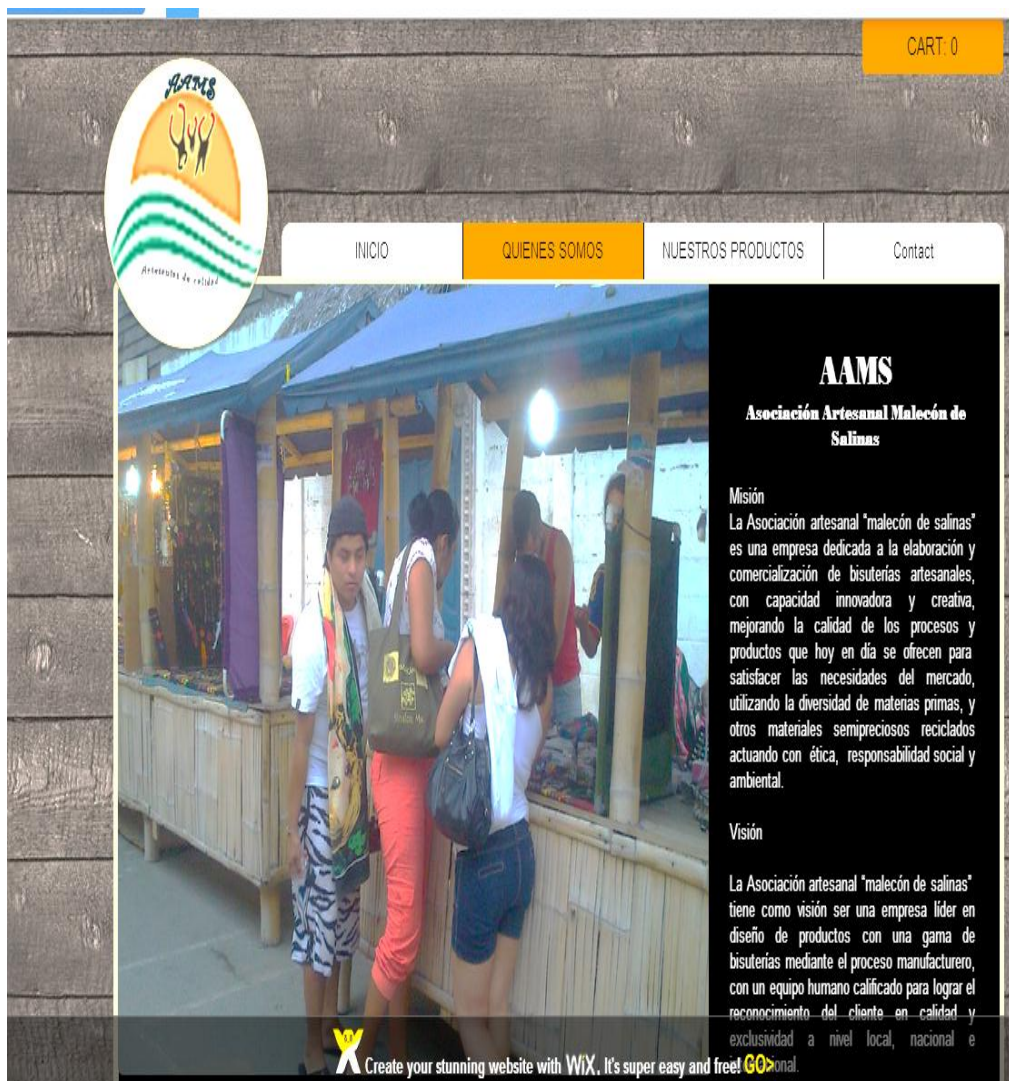 CART: 0
AAMS
Artesanías de calidad
INICIO
QUIENES SOMOS
NUESTROS PRODUCTOS
Contact
AAMS
Asociación Artesanal Malecón de
Salinas
Misión
La Asociación artesanal "malecón de salinas"
es una empresa dedicada a la elaboración y
comercialización de bisuterías artesanales,
con capacidad innovadora y creativa,
mejorando la calidad de los procesos y
productos que hoy en día se ofrecen para
satisfacer las necesidades del mercado,
utilizando la diversidad de materias primas, y
otros materiales semipreciosos reciclados
actuando con ética, responsabilidad social y
ambiental.
Visión
La Asociación artesanal "malecón de salinas"
tiene como visión ser una empresa líder en
diseño de productos con una gama de
bisuterías mediante el proceso manufacturero,
con un equipo humano calificado para lograr el
reconocimiento del cliente en calidad y
exclusividad a nivel local, nacional e
Create your stunning website with WiX, It's super easy and free! GO>